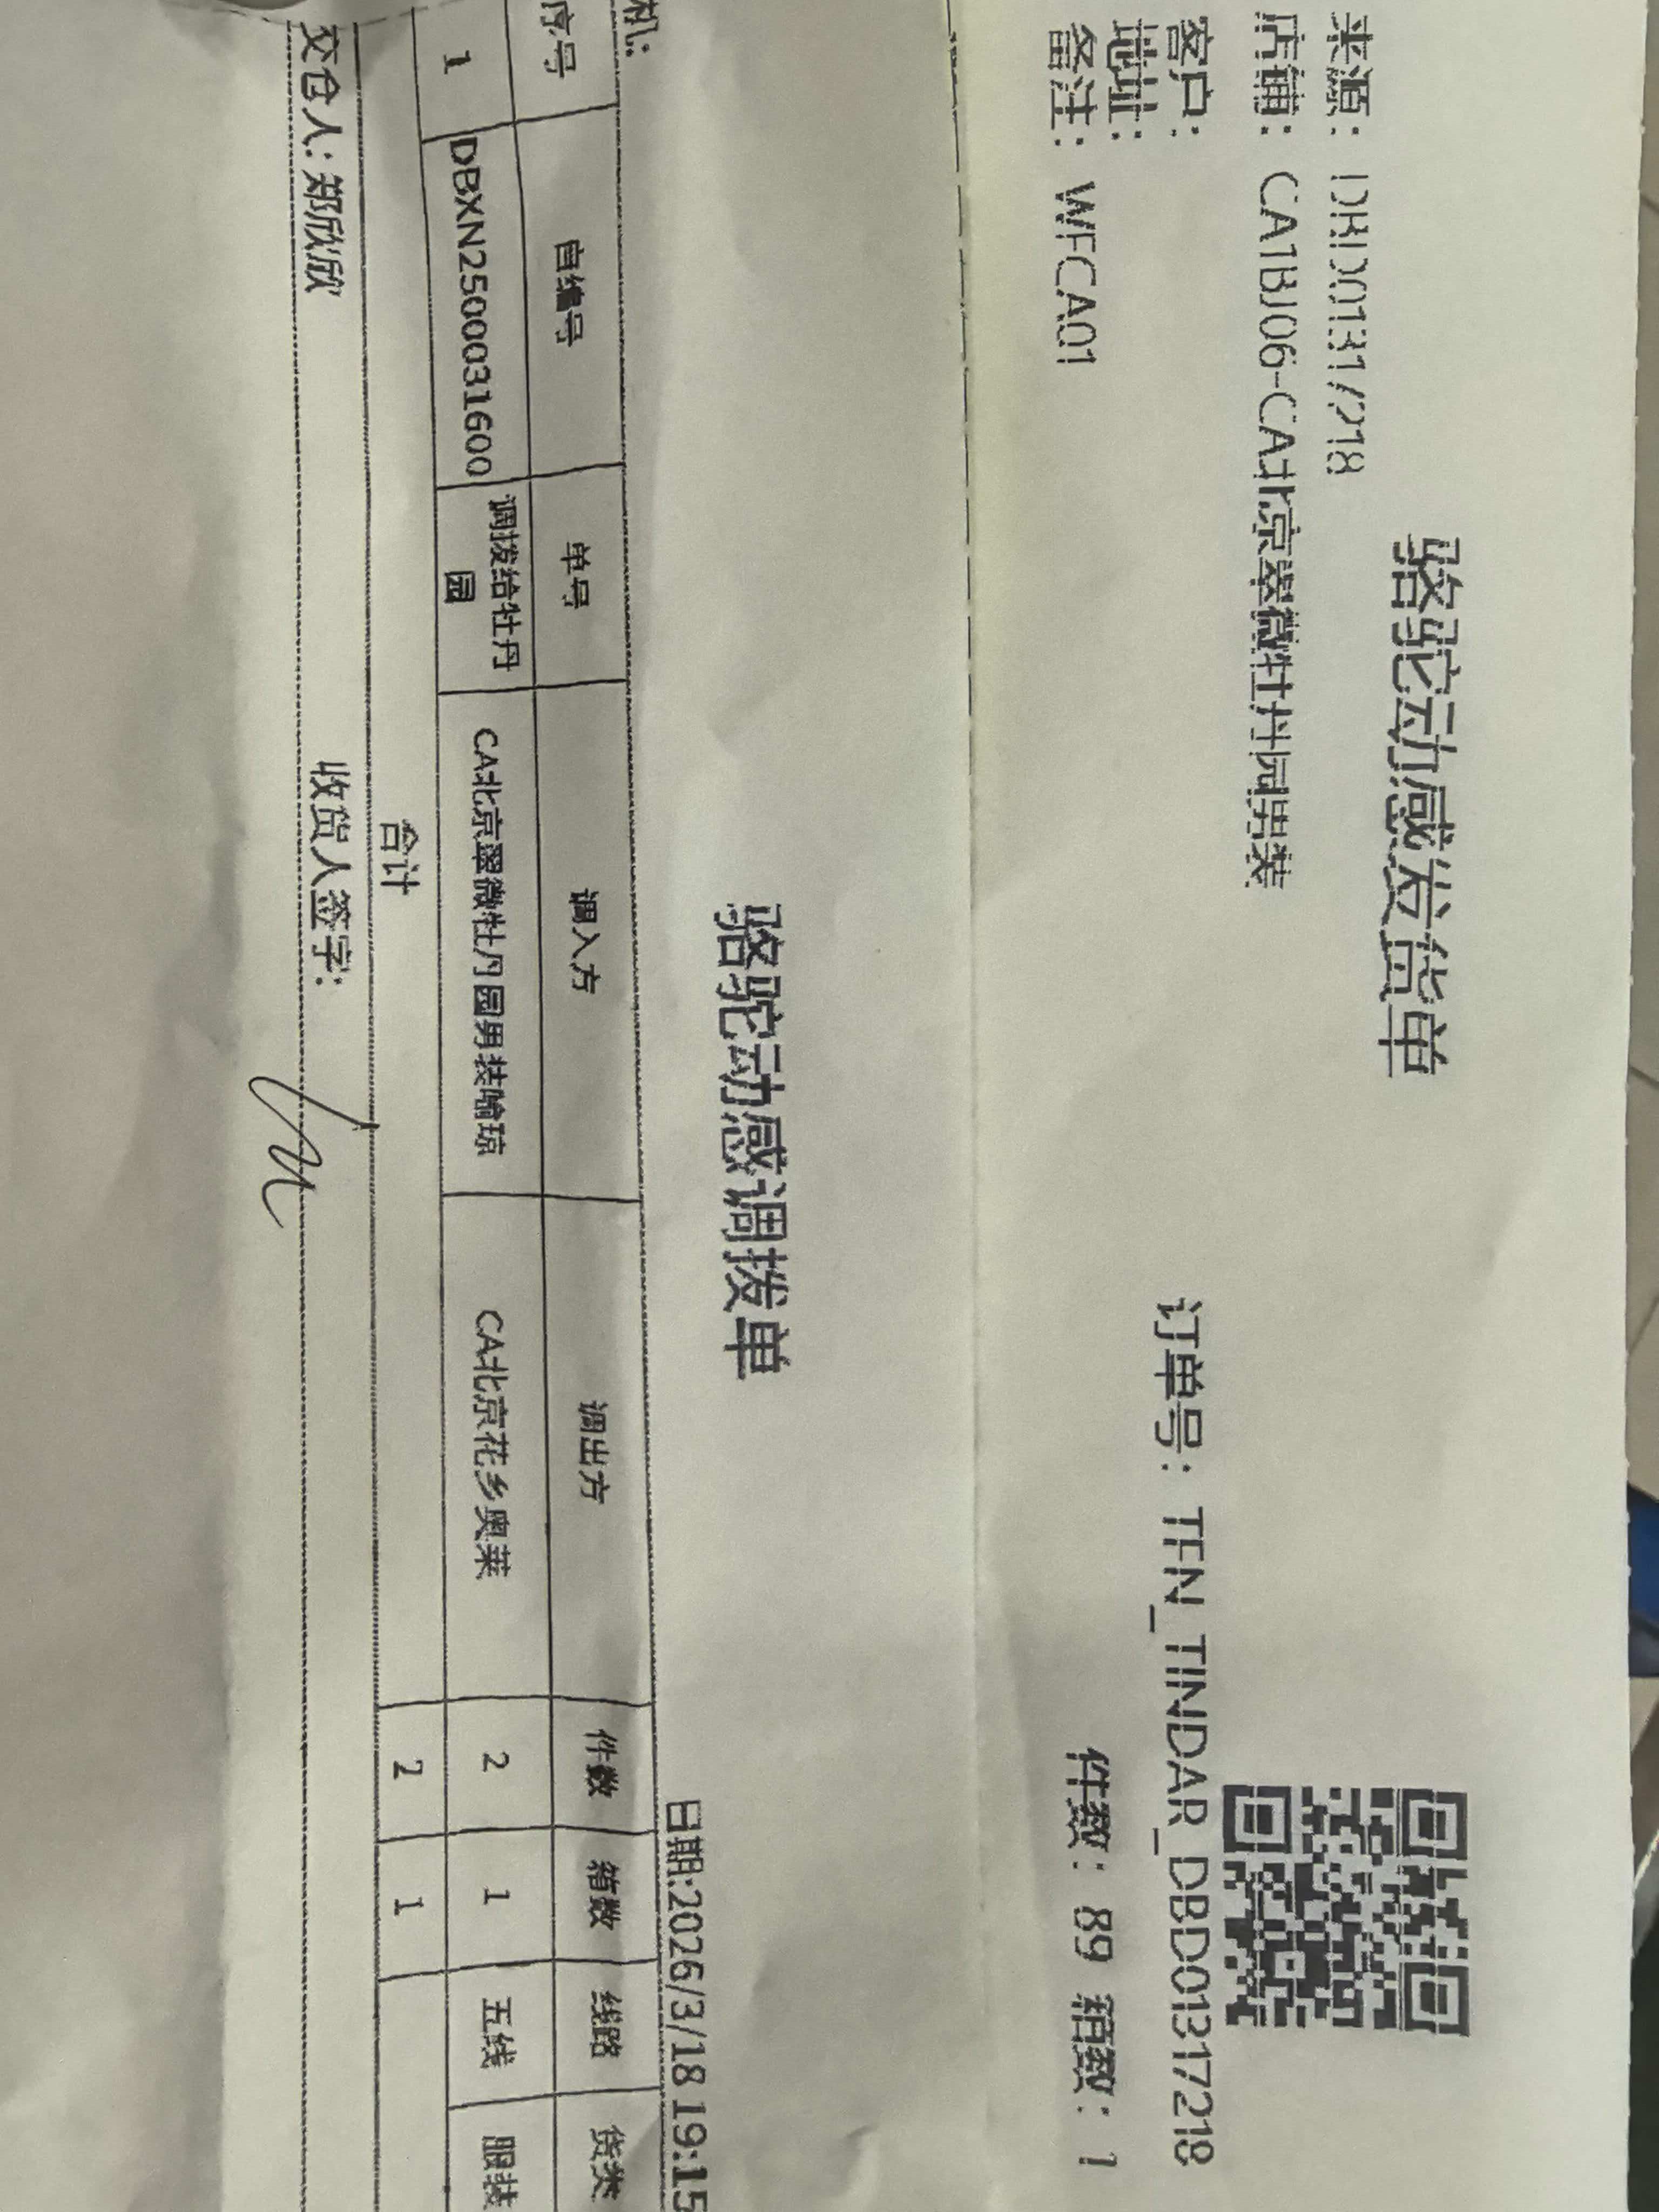 骆驼动感发货单
来源：DBD01317218
店铺：CA1BJ06-CA北京翠微牡丹园男装
客户：
订单号：TFN_TINDAR_DBD01317218
地址：
备注：WFCA01
件数：89 箱数：1
骆驼动感调拨单
机: 日期:2026/3/18 19:15
序号 自编号 单号 调入方 调出方 件数 箱数 线路 货类
1 DBXN2500031600 调拨给牡丹园 CA北京翠微牡丹园男装喻琼 CA北京花乡奥莱 2 1 五线 服装
合计 2 1
交仓人: 郑欣欣 收货人签字: